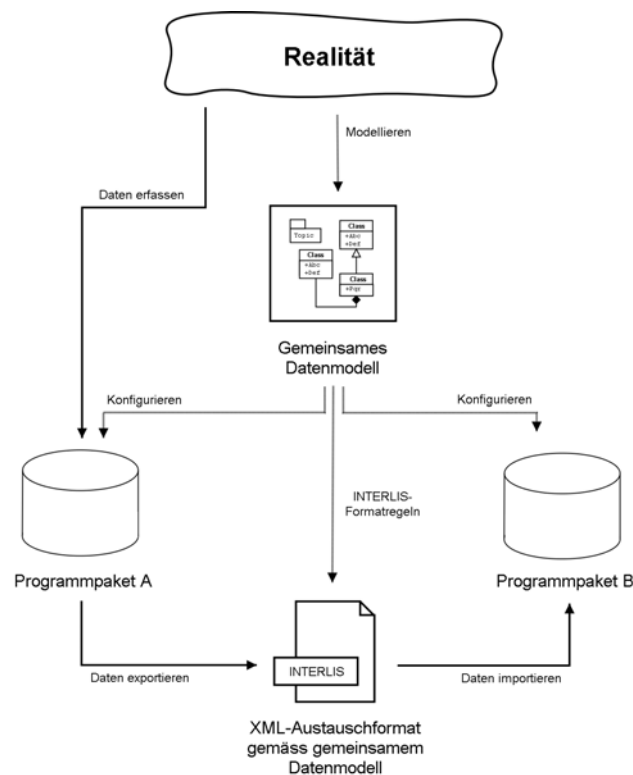 Realität
Modellieren
Daten erfassen
Topic
Class
+Abc
+Def
Class
+Abc
+Def
Class
+Pqr
Gemeinsames
Datenmodell
Konfigurieren
Konfigurieren
INTERLIS-
Formatregeln
Programmpaket A
Programmpaket B
INTERLIS
Daten exportieren
Daten importieren
XML-Austauschformat
gemäss gemeinsamem
Datenmodell